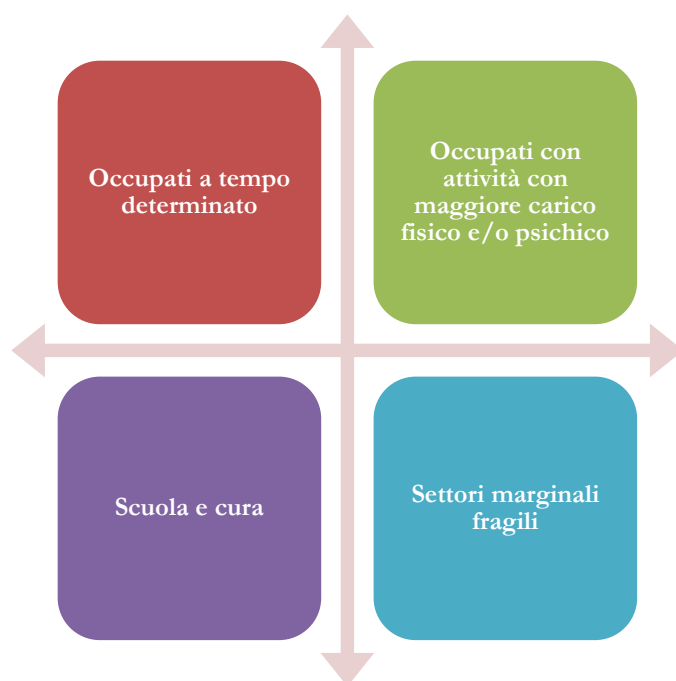 Occupati a tempo
determinato
Occupati con
attività con
maggiore carico
fisico e/o psichico
Scuola e cura
Settori marginali
fragili